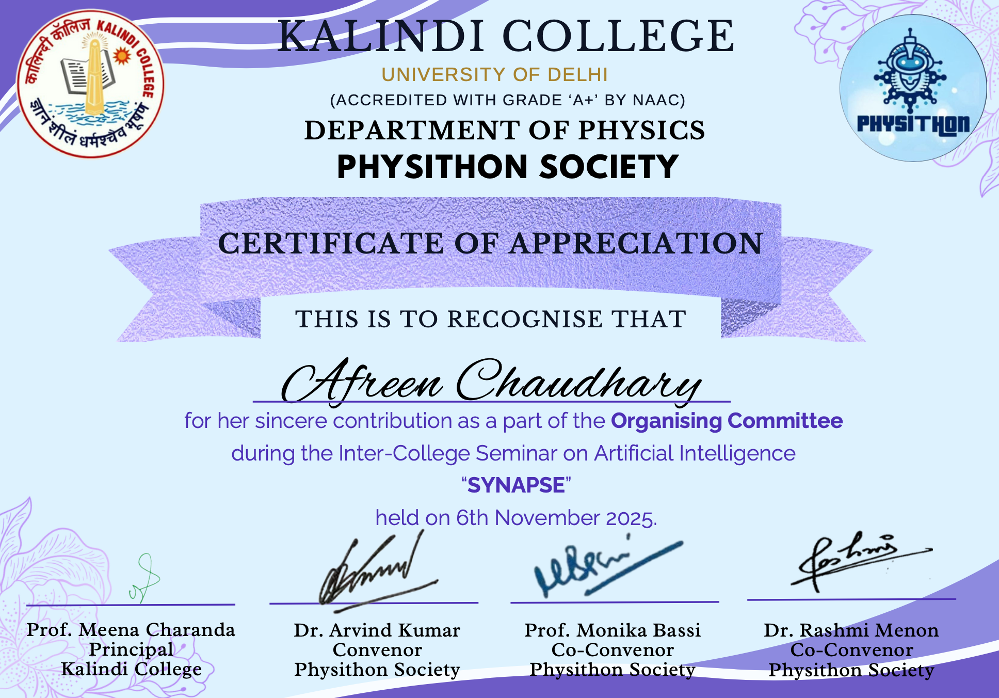 कालिन्दी कॉलिज KALINDI COLLEGE
ज्ञानं शीलं धर्मश्चैव भूषणं
PHYSITHON
KALINDI COLLEGE
UNIVERSITY OF DELHI
(ACCREDITED WITH GRADE ‘A+’ BY NAAC)
DEPARTMENT OF PHYSICS
PHYSITHON SOCIETY
CERTIFICATE OF APPRECIATION
THIS IS TO RECOGNISE THAT
Afreen Chaudhary
for her sincere contribution as a part of the Organising Committee
during the Inter-College Seminar on Artificial Intelligence
“SYNAPSE”
held on 6th November 2025.
Rashmi
Prof. Meena Charanda
Principal
Kalindi College
Dr. Arvind Kumar
Convenor
Physithon Society
Prof. Monika Bassi
Co-Convenor
Physithon Society
Dr. Rashmi Menon
Co-Convenor
Physithon Society